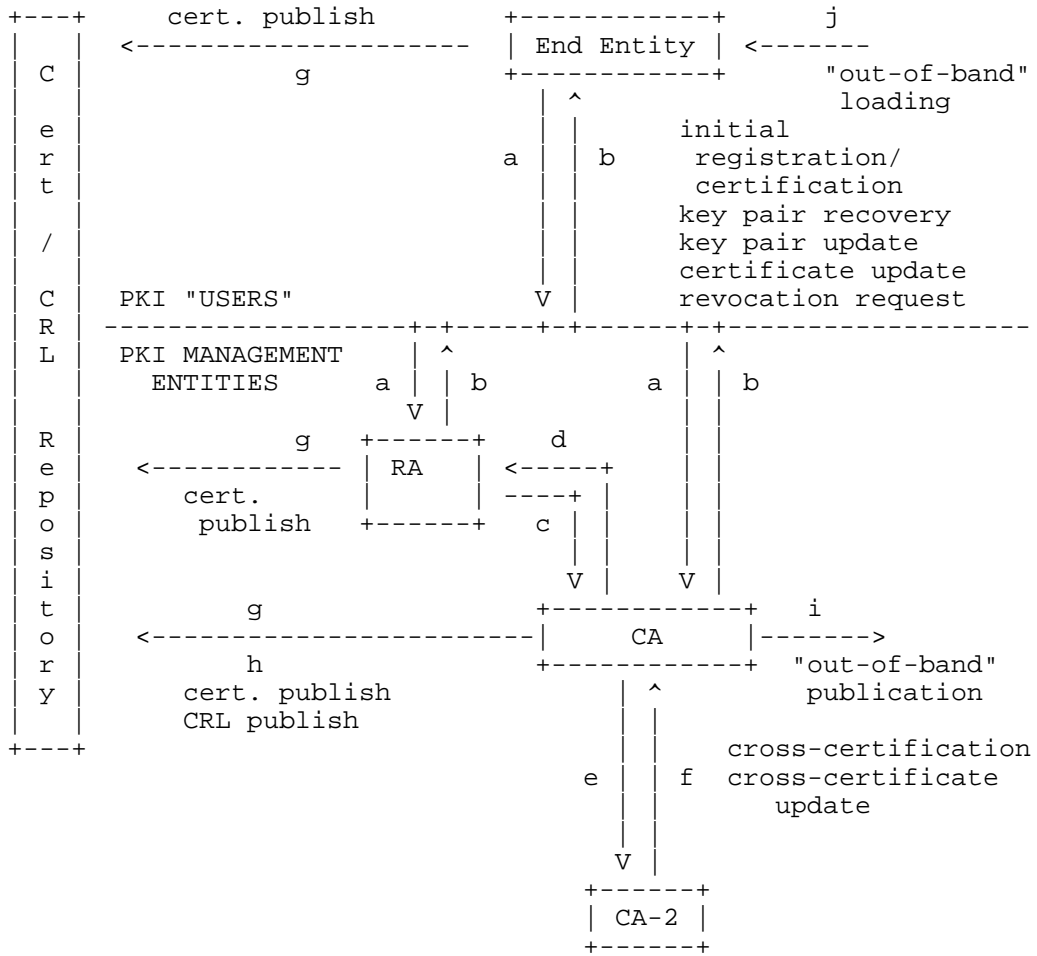 +---+     cert. publish        +------------+      j
|   |  <---------------------  | End Entity | <-------
| C |             g            +------------+      "out-of-band"
|   |                            | ^                loading
| e |                            | |      initial
| r |                          a | | b     registration/
| t |                            | |       certification
|   |                            | |      key pair recovery
| / |                            | |      key pair update
|   |                            | |      certificate update
| C |  PKI "USERS"               V |      revocation request
| R | -------------------+-+-----+-+------+-+-------------------
| L |  PKI MANAGEMENT    | ^              | ^
|   |    ENTITIES      a | | b          a | | b
|   |                    V |              | |
| R |             g   +------+    d       | |
| e |   <------------ | RA   | <-----+    | |
| p |      cert.      |      | ----+ |    | |
| o |       publish   +------+   c | |    | |
| s |                              | |    | |
| i |                              V |    V |
| t |          g                 +------------+   i
| o |   <------------------------|     CA     |------->
| r |          h                 +------------+  "out-of-band"
| y |      cert. publish              | ^         publication
|   |      CRL publish                | |
+---+                                 | |    cross-certification
                                    e | | f  cross-certificate
                                      | |       update
                                      | |
                                      V |
                                    +------+
                                    | CA-2 |
                                    +------+